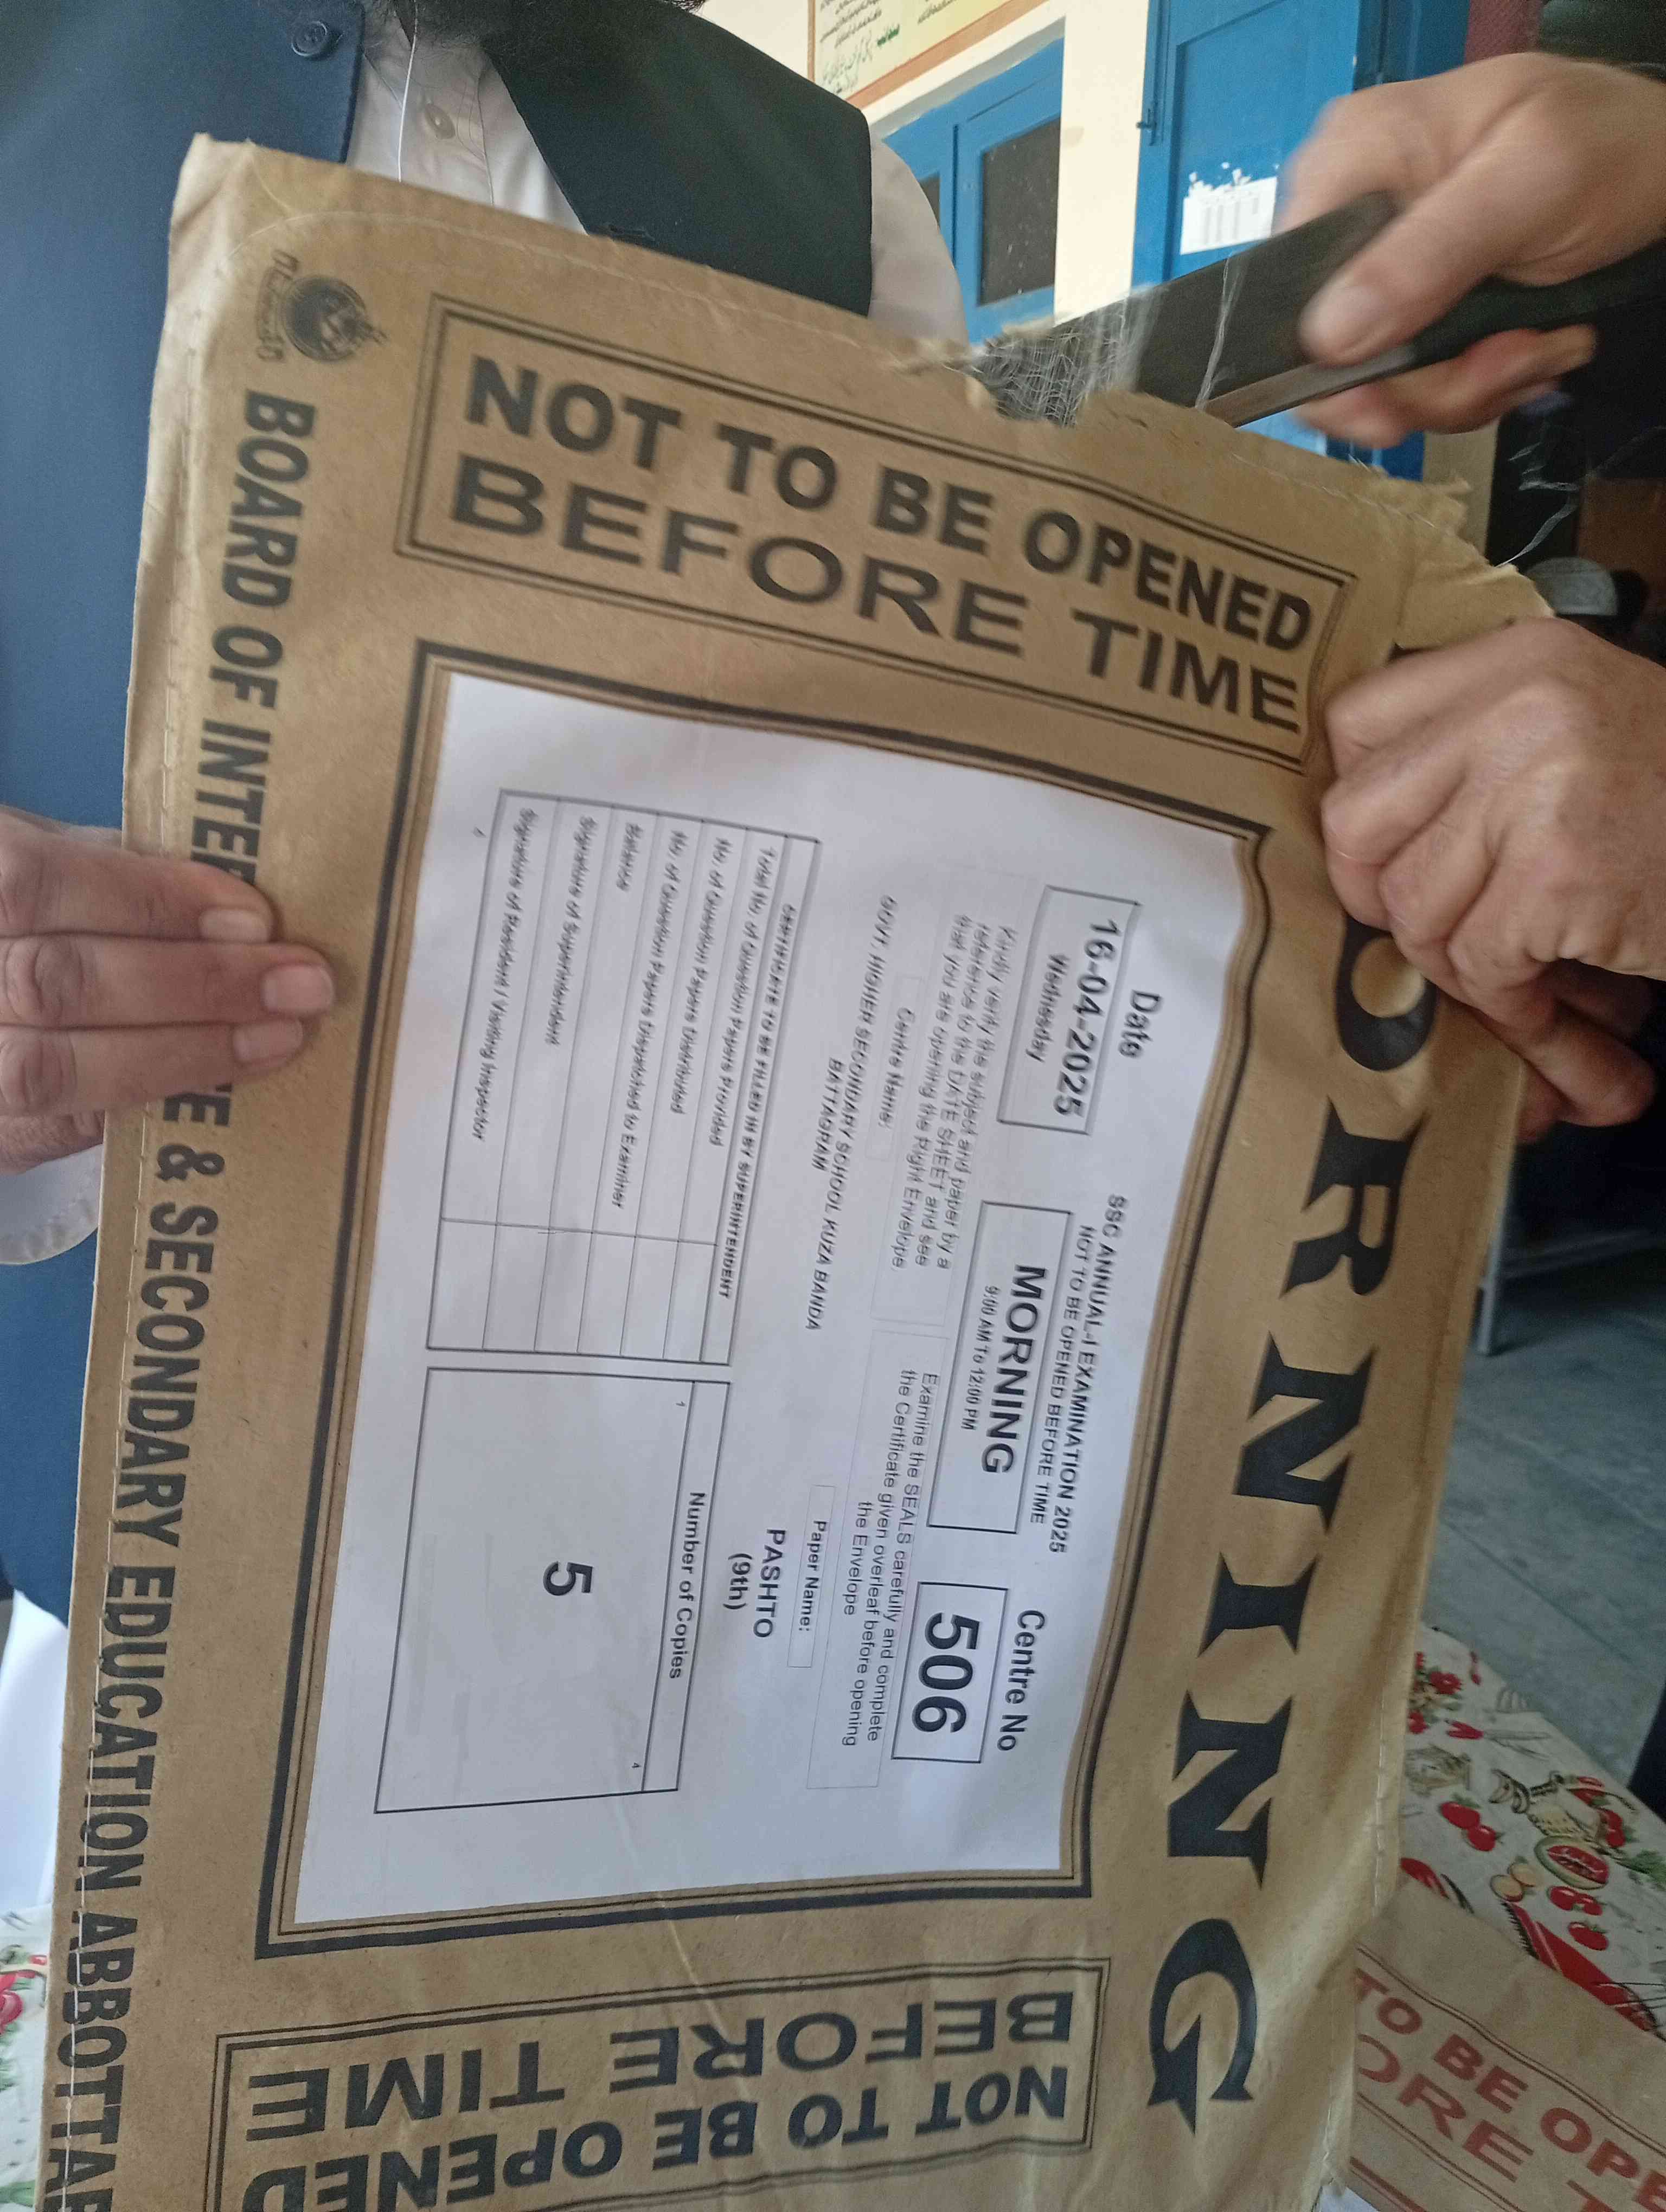 MORNING
NOT TO BE OPENED
BEFORE TIME
Date
16-04-2025
Wednesday
SSC ANNUAL-I EXAMINATION 2025
NOT TO BE OPENED BEFORE TIME
MORNING
9:00 AM To 12:00 PM
Centre No
506
Kindly verify the subject and paper by a
reference to the DATE SHEET and see
that you are opening the Right Envelope.
Examine the SEALS carefully and complete
the Certificate given overleaf before opening
the Envelope
Centre Name:
GOVT. HIGHER SECONDARY SCHOOL KUZA BANDA
BATTAGRAM
Paper Name:
PASHTO
(9th)
CERTIFICATE TO BE FILLED IN BY SUPERINTENDENT
Total No. of Question Papers Provided
No. of Question Papers Distributed
No. of Question Papers Dispatched to Examiner
Balance
Signature of Superintendent
Signature of Resident / Visiting Inspector
Number of Copies
1
5
4
NOT TO BE OPENED
BEFORE TIME
BOARD OF INTER E & SECONDARY EDUCATION ABBOTTAB
TO BE OPE
ORE T